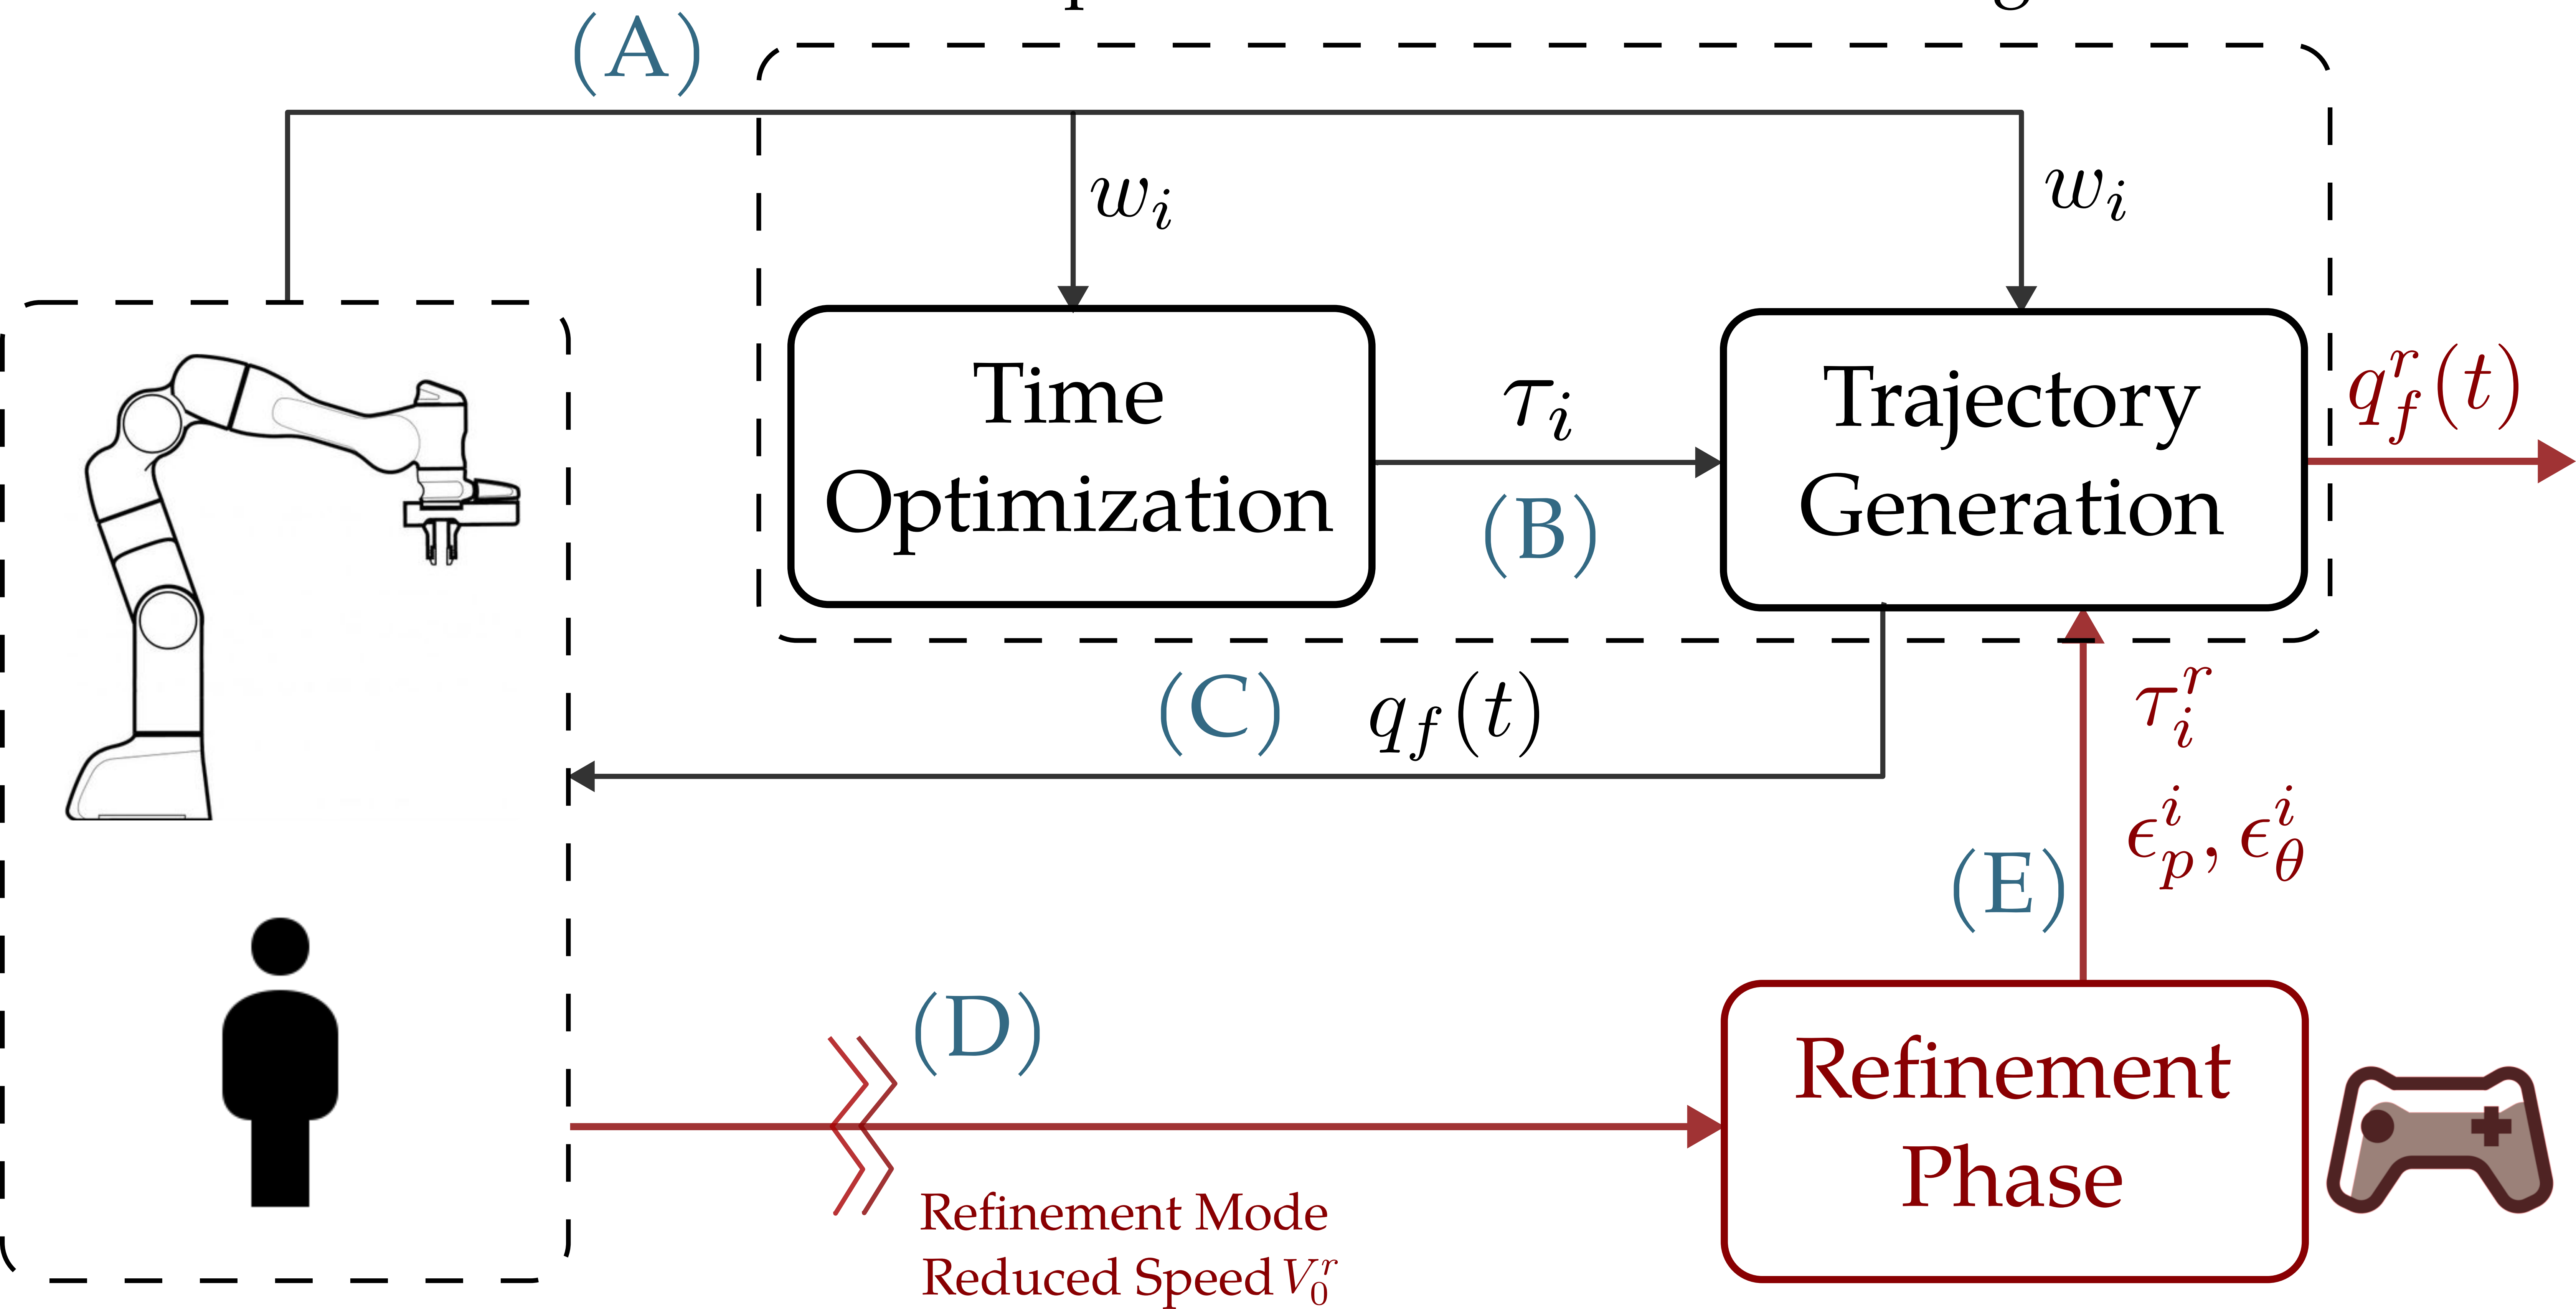 (A)
w_i
w_i
Time
Optimization
τ_i
(B)
Trajectory
Generation
q_f^r(t)
(C) q_f(t)
τ_i^r
ϵ_p^i, ϵ_θ^i
(E)
(D)
Refinement Mode
Reduced Speed V_0^r
Refinement
Phase